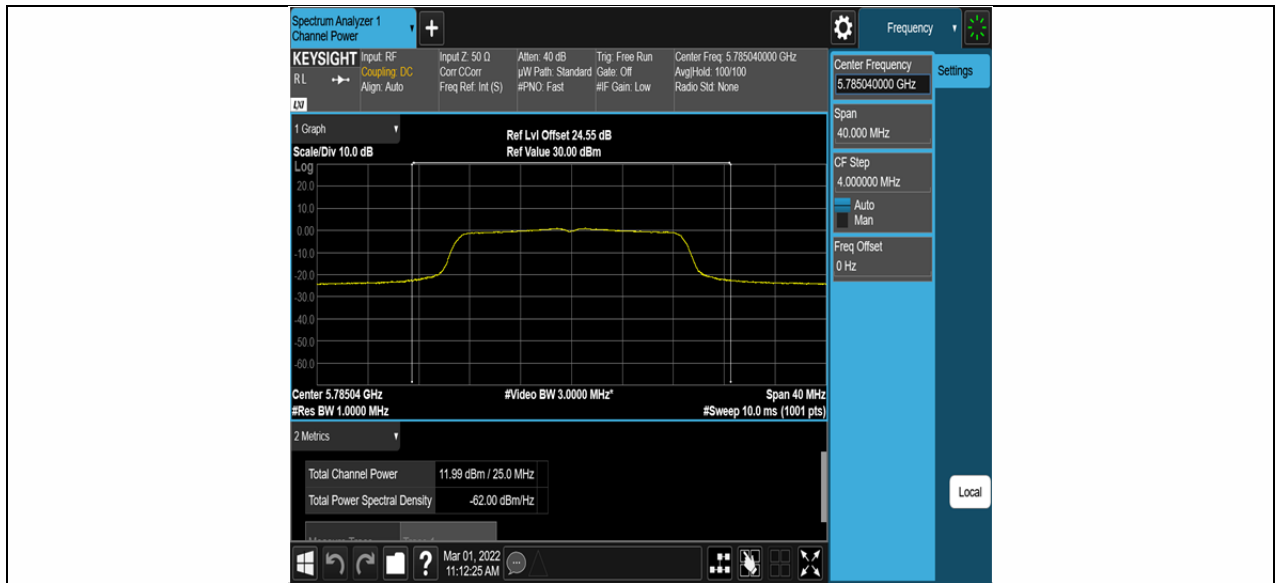 Spectrum Analyzer 1
Channel Power
+
Frequency
KEYSIGHT
RL
LXI
Input: RF
Coupling: DC
Align: Auto
Input Z: 50 Ω
Corr CCorr
Freq Ref: Int (S)
Atten: 40 dB
µW Path: Standard
#PNO: Fast
Trig: Free Run
Gate: Off
#IF Gain: Low
Center Freq: 5.785040000 GHz
Avg|Hold: 100/100
Radio Std: None
Center Frequency
5.785040000 GHz
Settings
Span
40.000 MHz
CF Step
4.000000 MHz
Auto
Man
Freq Offset
0 Hz
Local
1 Graph
Scale/Div 10.0 dB
Ref Lvl Offset 24.55 dB
Ref Value 30.00 dBm
Log
20.0
10.0
0.00
-10.0
-20.0
-30.0
-40.0
-50.0
-60.0
Center 5.78504 GHz
#Video BW 3.0000 MHz*
Span 40 MHz
#Res BW 1.0000 MHz
#Sweep 10.0 ms (1001 pts)
2 Metrics
Total Channel Power 11.99 dBm / 25.0 MHz
Total Power Spectral Density -62.00 dBm/Hz
?
Mar 01, 2022
11:12:25 AM